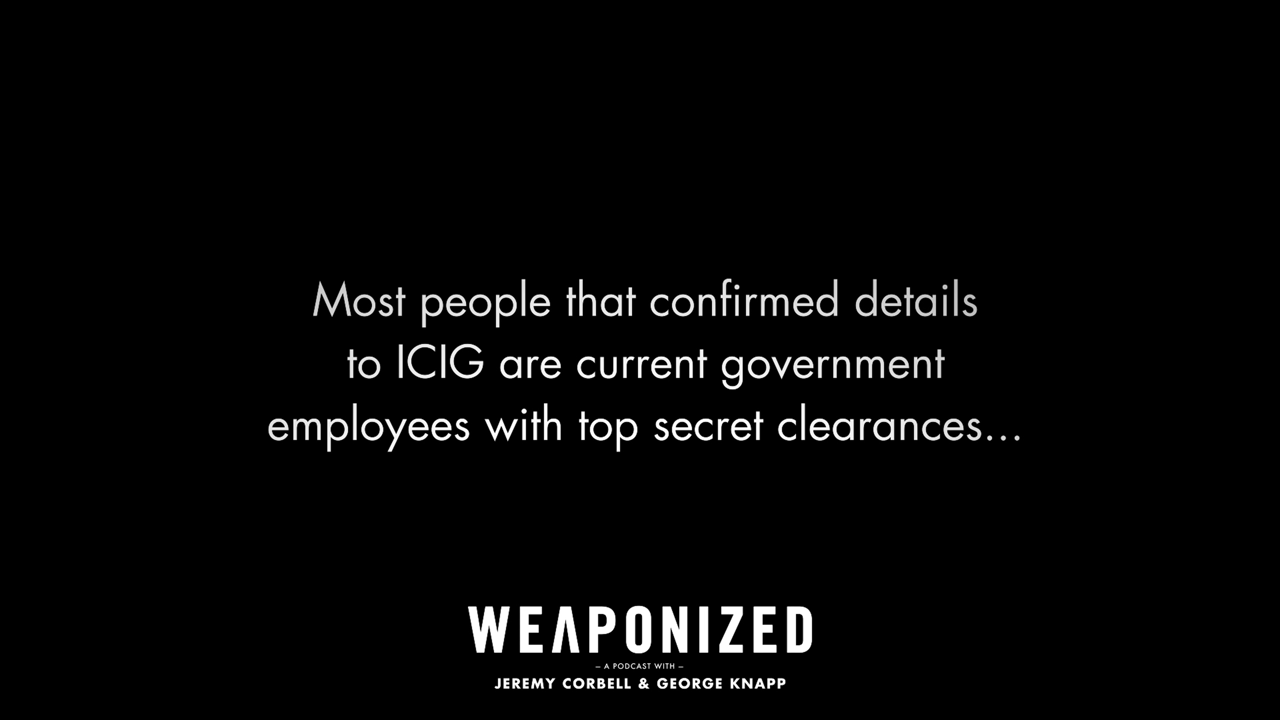 Most people that confirmed details
to ICIG are current government
employees with top secret clearances...
WEAPONIZED
– A PODCAST WITH –
JEREMY CORBELL & GEORGE KNAPP